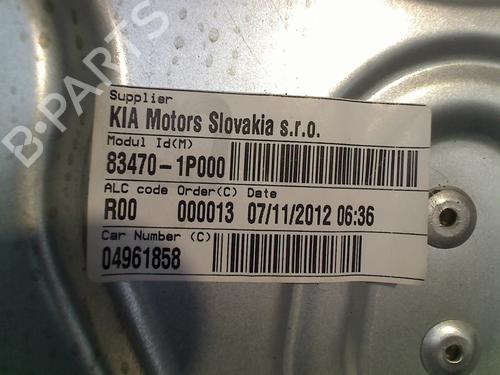 B-PARTS
Supplier
KIA Motors Slovakia s.r.o.
Modul Id(M)
83470-1P000
ALC code Order(C) Date
R00 000013 07/11/2012 06:36
Car Number (C)
04961858